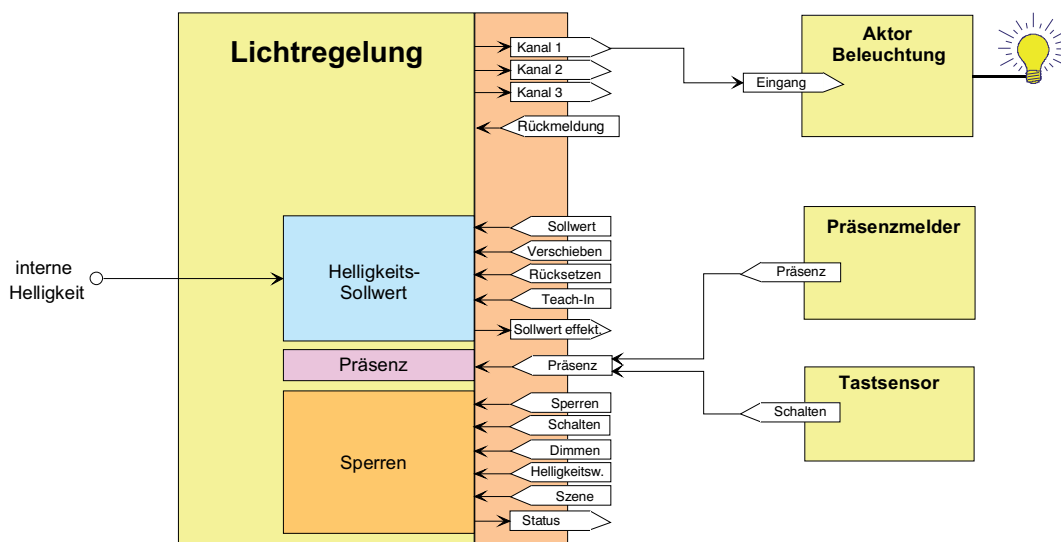 Lichtregelung
Kanal 1
Kanal 2
Kanal 3
Rückmeldung
Eingang
Aktor
Beleuchtung
interne
Helligkeit
Helligkeits-
Sollwert
Sollwert
Verschieben
Rücksetzen
Teach-In
Sollwert effekt.
Präsenzmelder
Präsenz
Präsenz
Präsenz
Tastsensor
Schalten
Sperren
Sperren
Schalten
Dimmen
Helligkeitsw.
Szene
Status